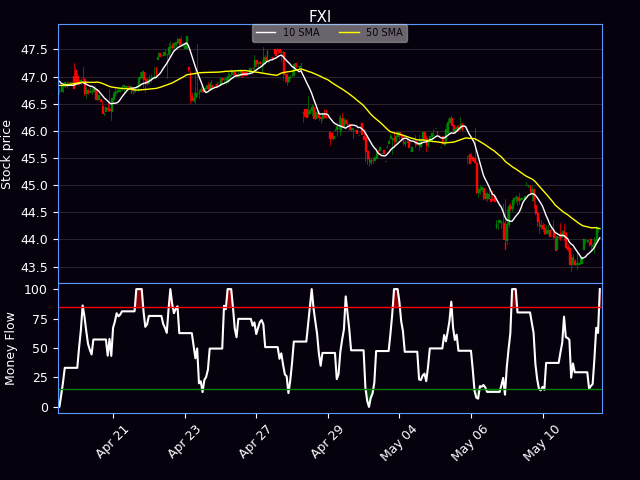 FXI
10 SMA
50 SMA
Stock price
47.5
47.0
46.5
46.0
45.5
45.0
44.5
44.0
43.5
Money Flow
100
75
50
25
0
Apr 21
Apr 23
Apr 27
Apr 29
May 04
May 06
May 10